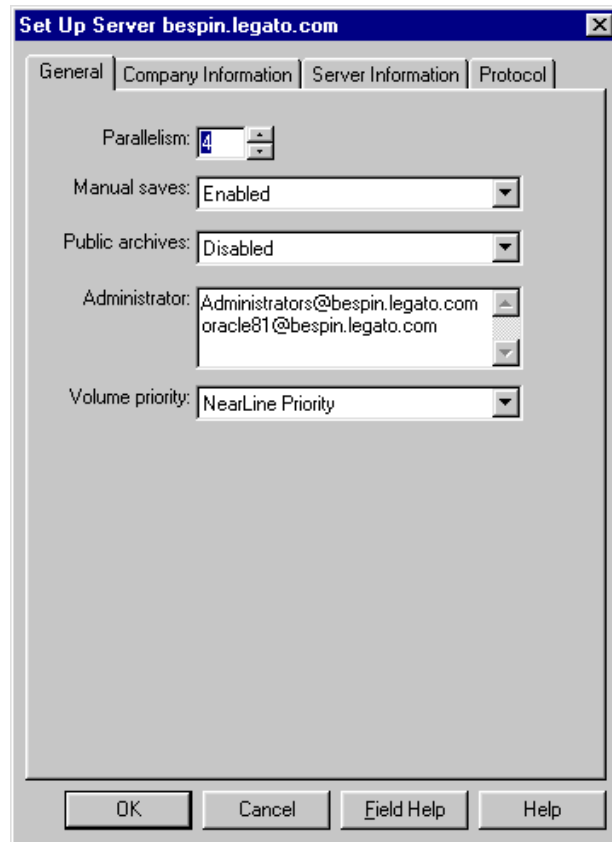 Set Up Server bespin.legato.com
General Company Information Server Information Protocol
Parallelism: 4
Manual saves: Enabled
Public archives: Disabled
Administrator: Administrators@bespin.legato.com
oracle81@bespin.legato.com
Volume priority: NearLine Priority
OK Cancel Field Help Help